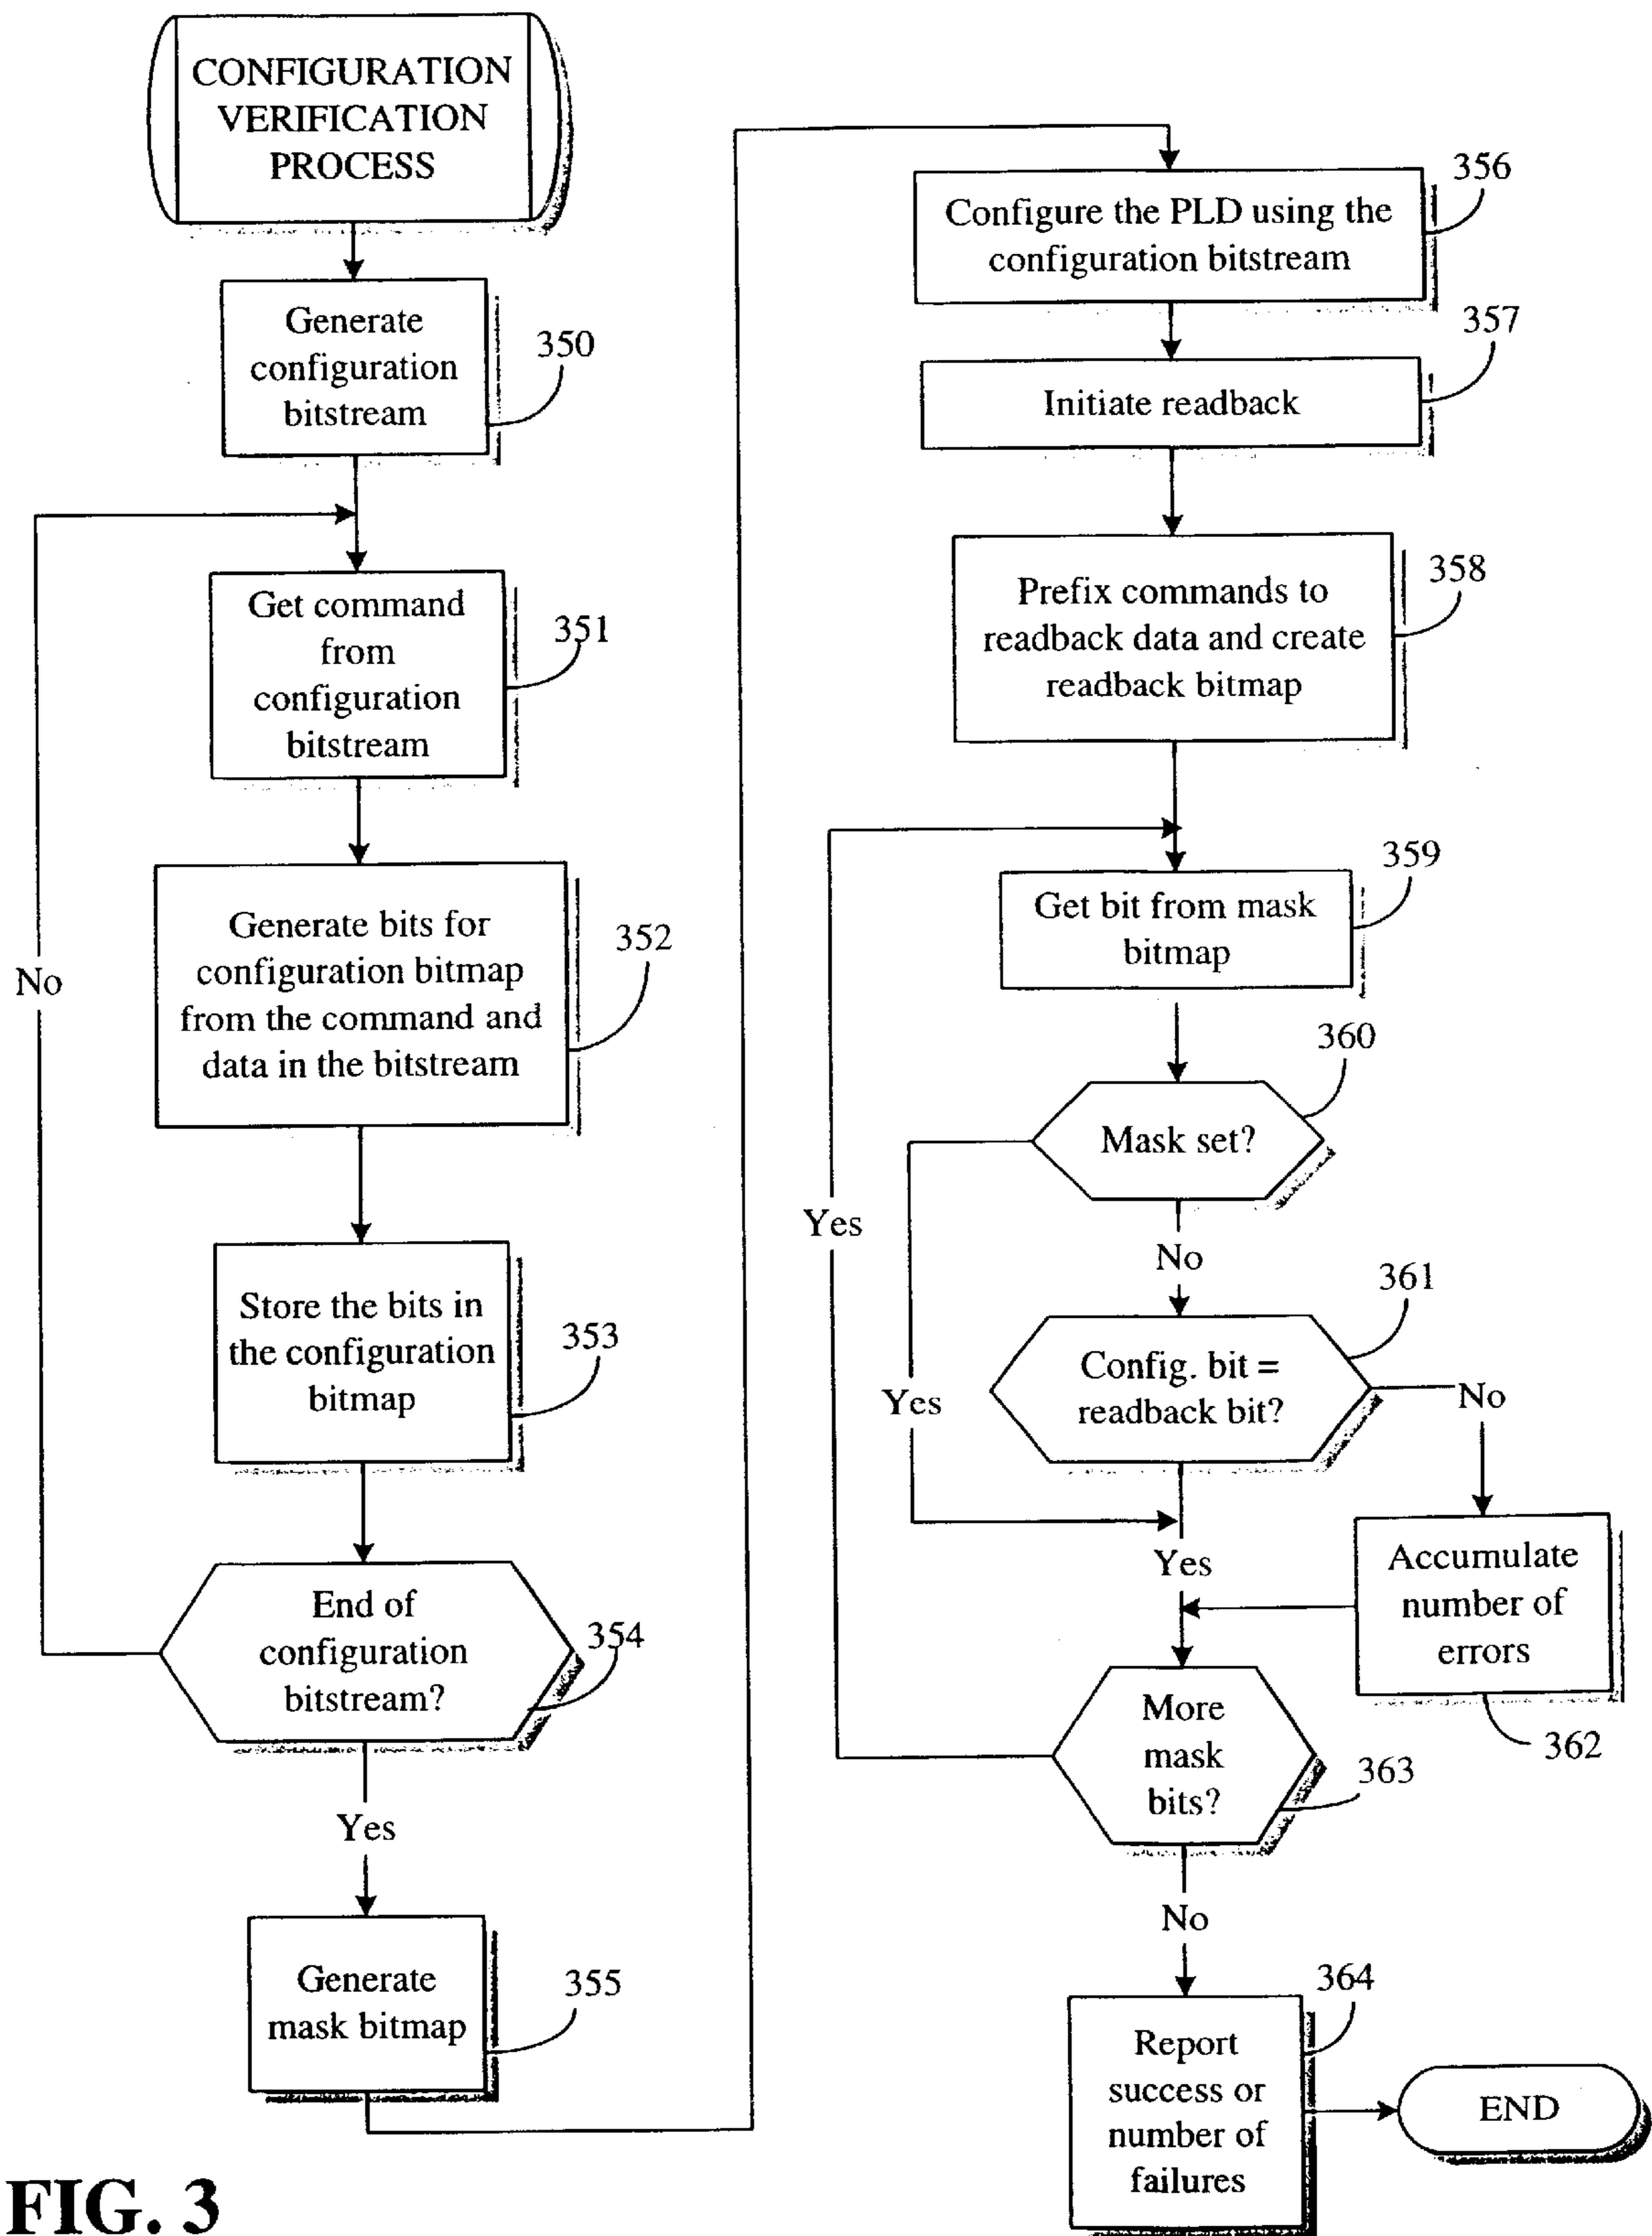 CONFIGURATION
VERIFICATION
PROCESS
Generate
configuration
bitstream
350
Get command
from
configuration
bitstream
351
Generate bits for
configuration bitmap
from the command and
data in the bitstream
352
No
Store the bits in
the configuration
bitmap
353
End of
configuration
bitstream?
354
Yes
Generate
mask bitmap
355
Configure the PLD using the
configuration bitstream
356
Initiate readback
357
Prefix commands to
readback data and create
readback bitmap
358
Get bit from mask
bitmap
359
Mask set?
360
Yes
No
Config. bit =
readback bit?
361
Yes
No
Yes
Accumulate
number of
errors
362
More
mask
bits?
363
No
Report
success or
number of
failures
364
END
FIG. 3